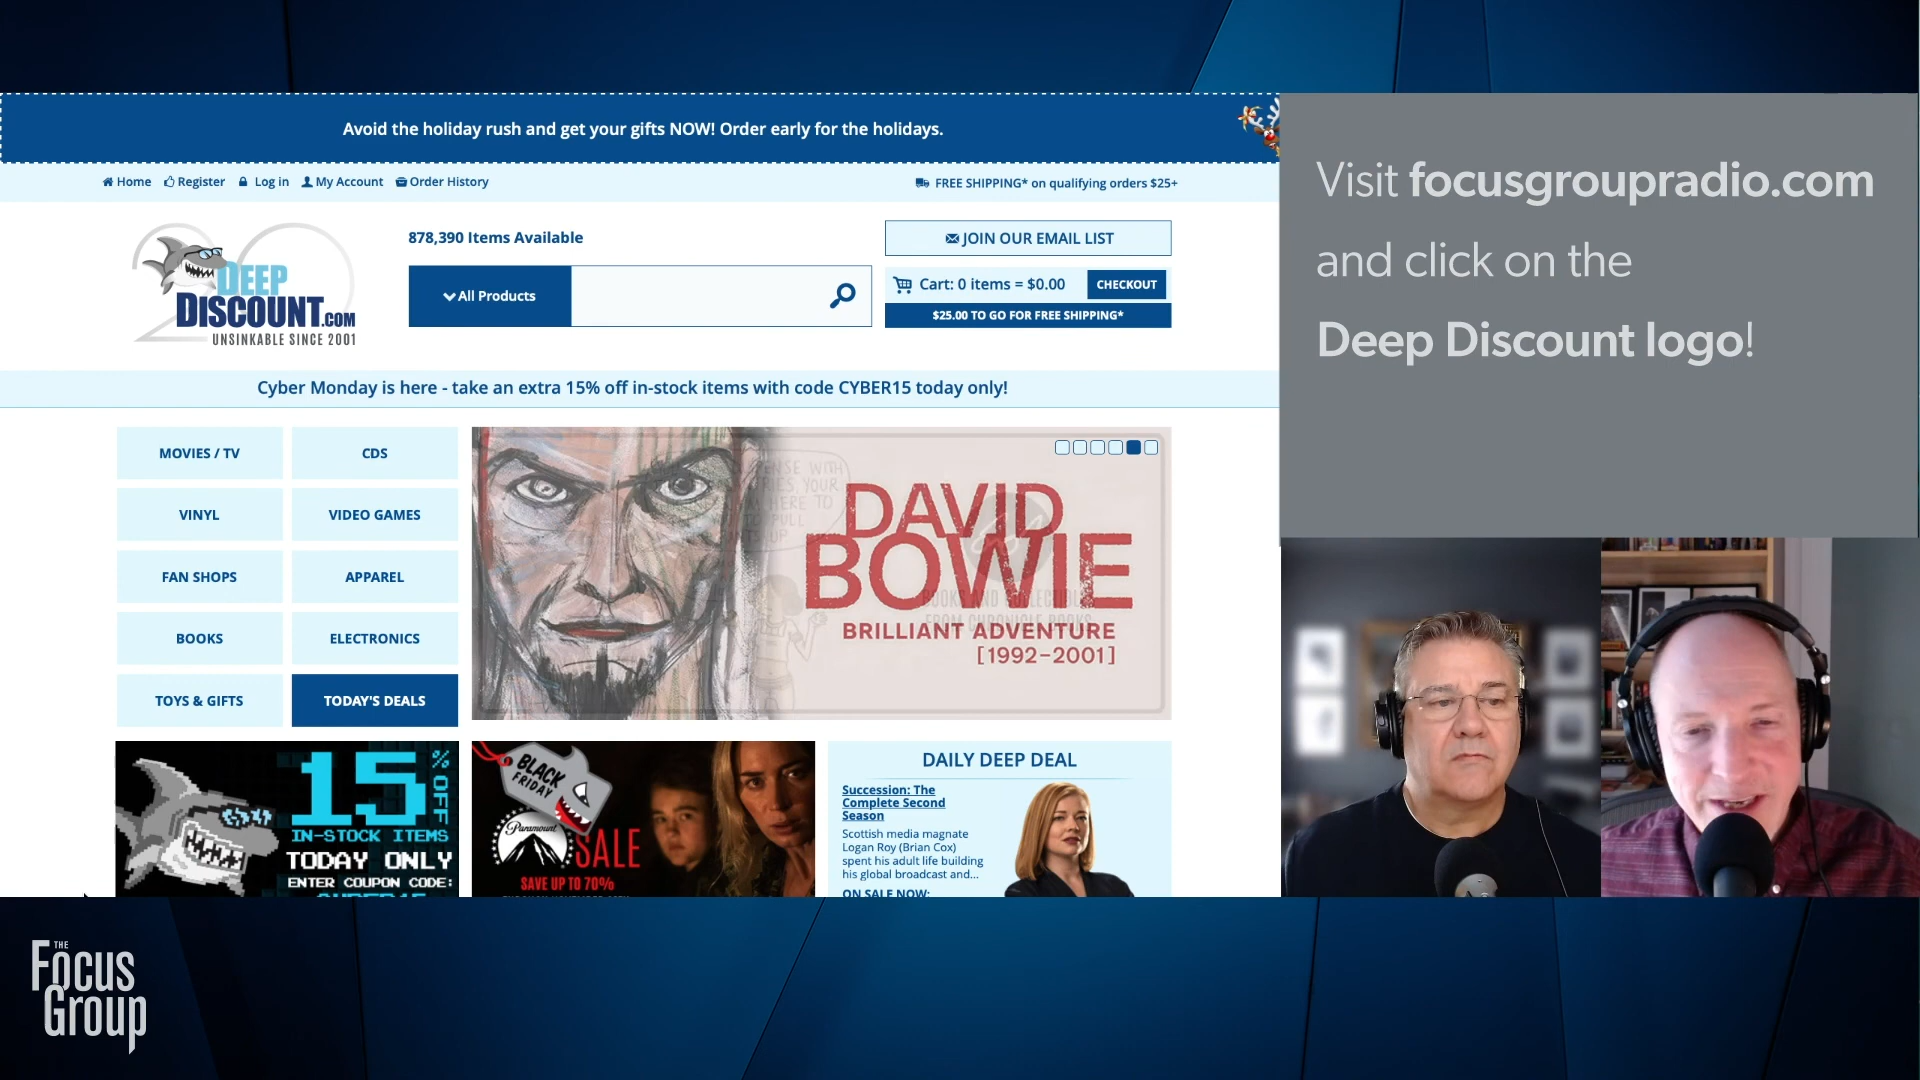 Avoid the holiday rush and get your gifts NOW! Order early for the holidays.
Home Register Log in My Account Order History
FREE SHIPPING* on qualifying orders $25+
DEEP
DISCOUNT.COM
UNSINKABLE SINCE 2001
878,390 Items Available
All Products
JOIN OUR EMAIL LIST
Cart: 0 items = $0.00
CHECKOUT
$25.00 TO GO FOR FREE SHIPPING*
Cyber Monday is here - take an extra 15% off in-stock items with code CYBER15 today only!
MOVIES / TV
CDS
VINYL
VIDEO GAMES
FAN SHOPS
APPAREL
BOOKS
ELECTRONICS
TOYS & GIFTS
TODAY'S DEALS
DAVID
BOWIE
BRILLIANT ADVENTURE
[1992-2001]
BOOKS AND COLLECTIBLES
FROM CHRONICLE BOOKS
15% OFF
IN-STOCK ITEMS
TODAY ONLY
ENTER COUPON CODE:
BLACK
FRIDAY
Paramount
SALE
SAVE UP TO 70%
DAILY DEEP DEAL
Succession: The
Complete Second
Season
Scottish media magnate
Logan Roy (Brian Cox)
spent his adult life building
his global broadcast and...
ON SALE NOW:
Visit focusgroupradio.com
and click on the
Deep Discount logo!
THE
FOCUS
Group